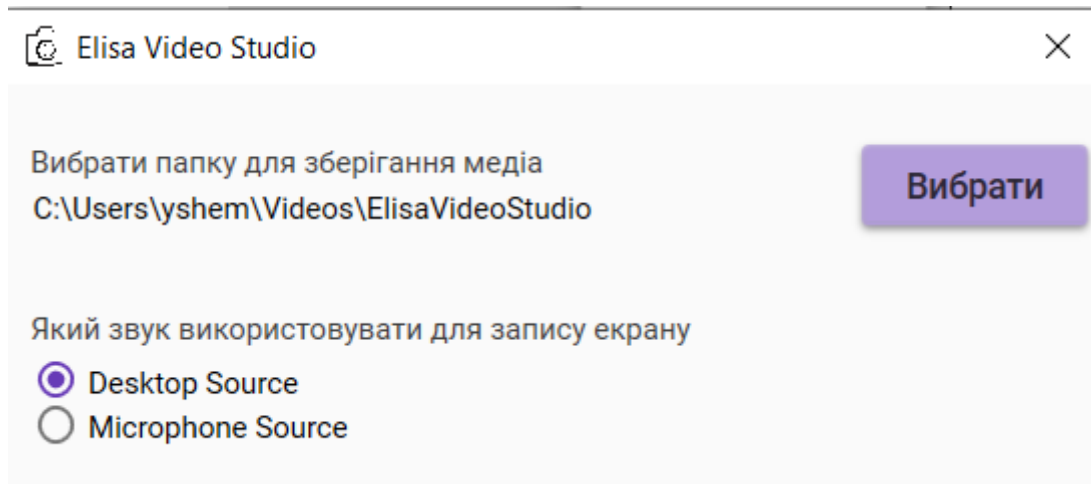 Elisa Video Studio
Вибрати папку для зберігання медіа
C:\Users\yshem\Videos\ElisaVideoStudio
Вибрати
Який звук використовувати для запису екрану
Desktop Source
Microphone Source